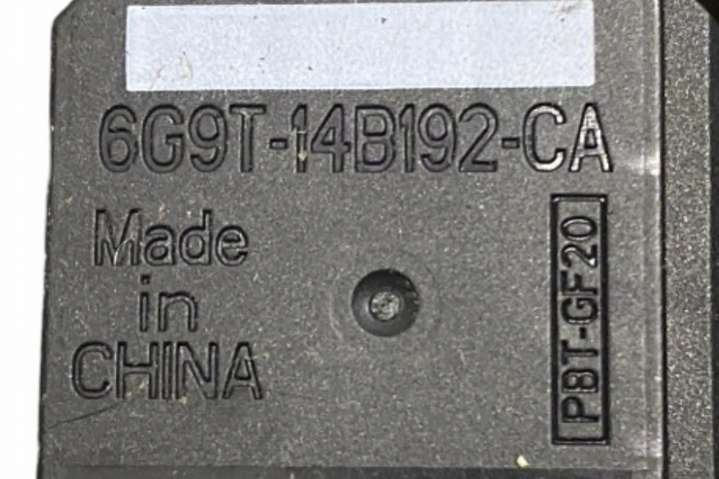 6G9T-14B192-CA
Made
in
CHINA
PBT-GF20